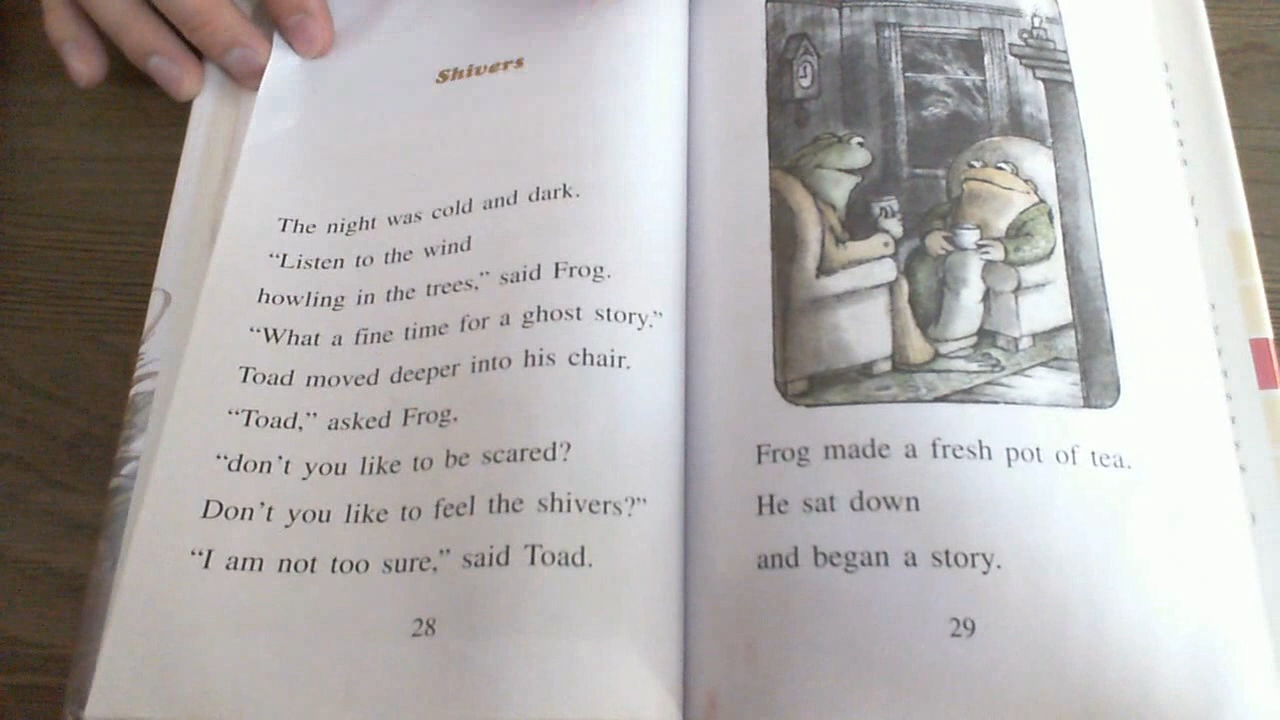 Shivers
The night was cold and dark.
“Listen to the wind
howling in the trees,” said Frog.
“What a fine time for a ghost story.”
Toad moved deeper into his chair.
“Toad,” asked Frog.
“don’t you like to be scared?
Don’t you like to feel the shivers?”
“I am not too sure,” said Toad.
28
Frog made a fresh pot of tea.
He sat down
and began a story.
29